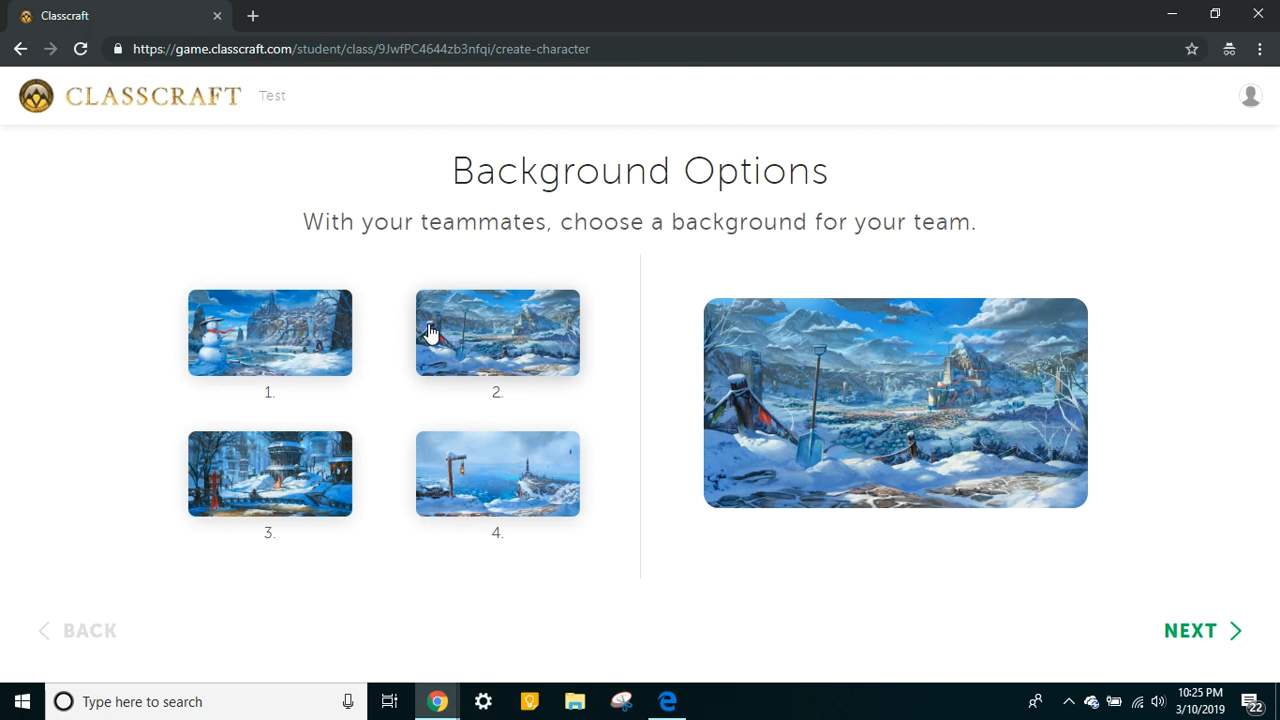 Classcraft
https://game.classcraft.com/student/class/9JwfPC4644zb3nfqi/create-character
CLASSCRAFT Test
Background Options
With your teammates, choose a background for your team.
1.
2.
3.
4.
BACK
NEXT
Type here to search
10:25 PM
3/10/2019
22